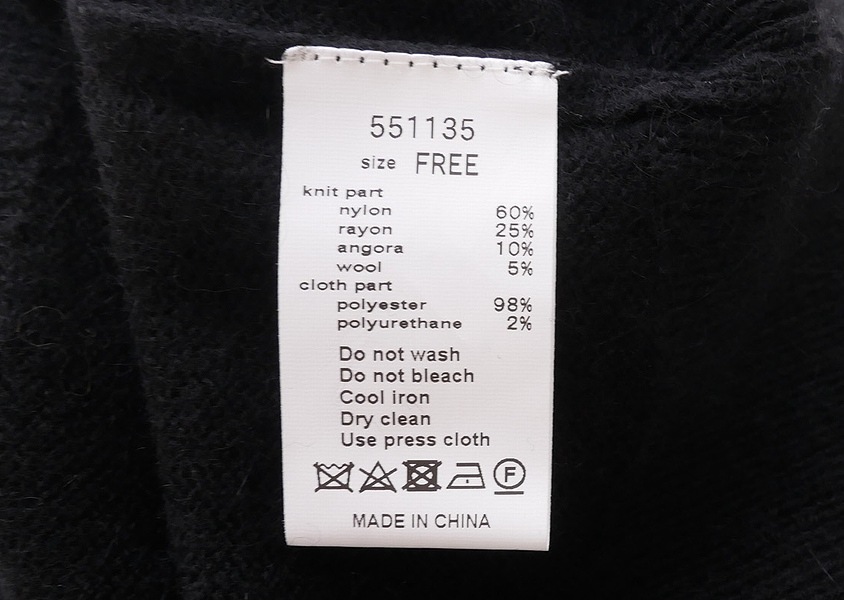 551135
size FREE
knit part
nylon 60%
rayon 25%
angora 10%
wool 5%
cloth part
polyester 98%
polyurethane 2%
Do not wash
Do not bleach
Cool iron
Dry clean
Use press cloth
F
MADE IN CHINA